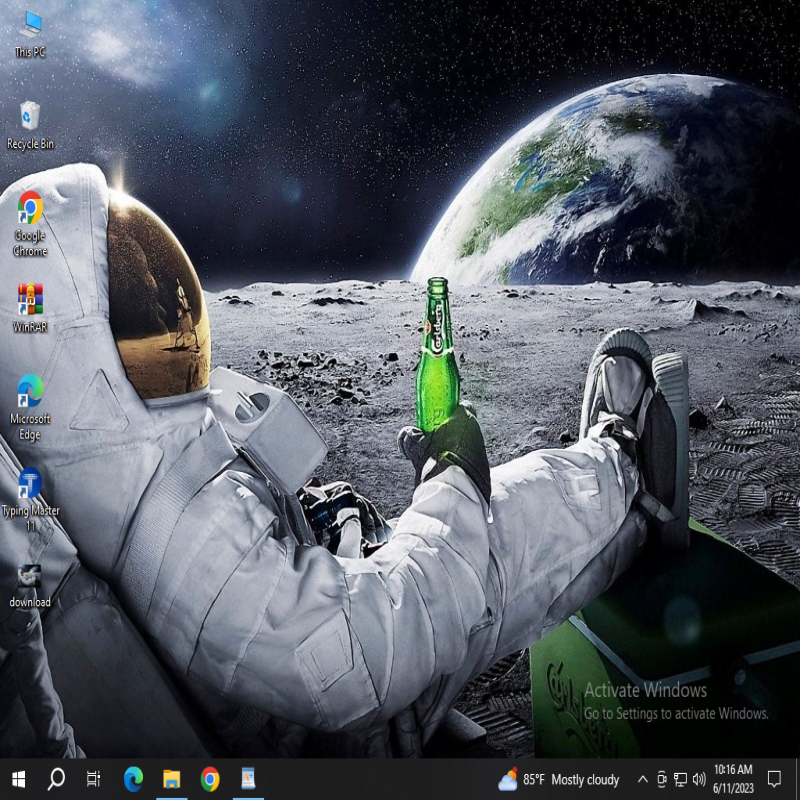 This PC
Recycle Bin
Google
Chrome
WinRAR
Microsoft
Edge
Typing Master
11
download
Carlsberg
Carlsberg
Activate Windows
Go to Settings to activate Windows.
85°F Mostly cloudy
10:16 AM
6/11/2023